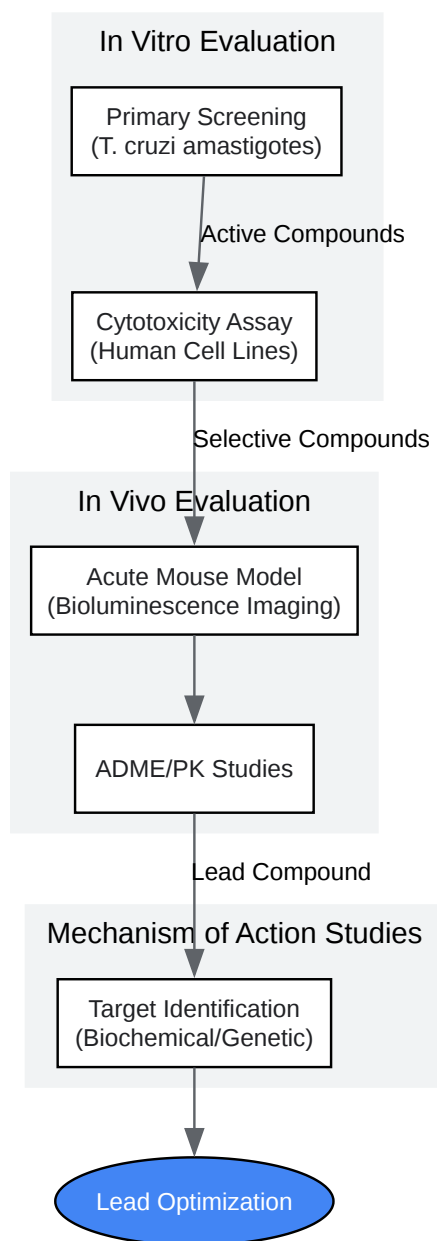 In Vitro Evaluation
Primary Screening
(T. cruzi amastigotes)
Active Compounds
Cytotoxicity Assay
(Human Cell Lines)
Selective Compounds
In Vivo Evaluation
Acute Mouse Model
(Bioluminescence Imaging)
ADME/PK Studies
Lead Compound
Mechanism of Action Studies
Target Identification
(Biochemical/Genetic)
Lead Optimization